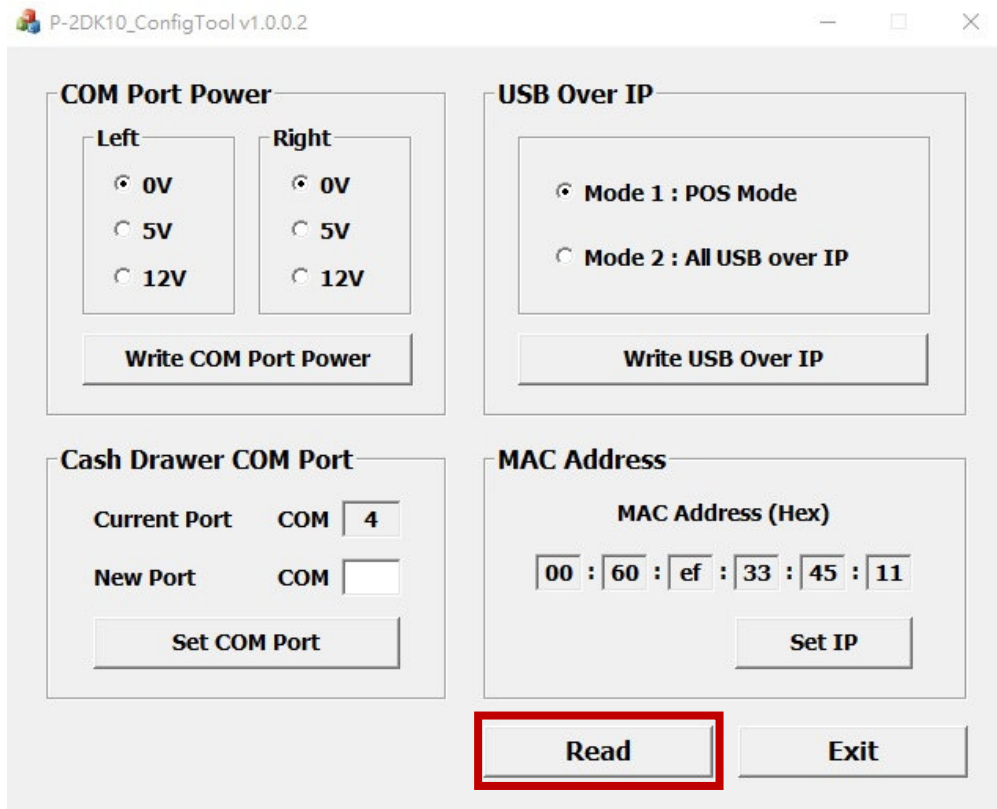 P-2DK10_ConfigTool v1.0.0.2
COM Port Power
Left
0V
5V
12V
Right
0V
5V
12V
Write COM Port Power
USB Over IP
Mode 1 : POS Mode
Mode 2 : All USB over IP
Write USB Over IP
Cash Drawer COM Port
Current Port COM 4
New Port COM
Set COM Port
MAC Address
MAC Address (Hex)
00 : 60 : ef : 33 : 45 : 11
Set IP
Read
Exit